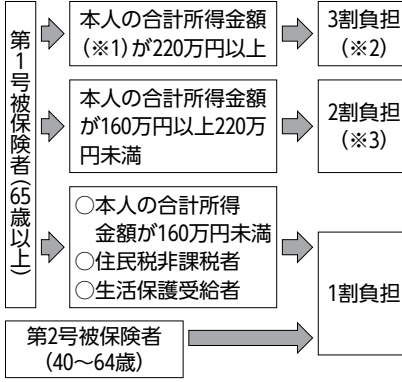 第1号被保険者(65歳以上)
本人の合計所得金額
(※1)が220万円以上
3割負担
(※2)
本人の合計所得金額
が160万円以上220万
円未満
2割負担
(※3)
○本人の合計所得
金額が160万円未満
○住民税非課税者
○生活保護受給者
1割負担
第2号被保険者
(40〜64歳)